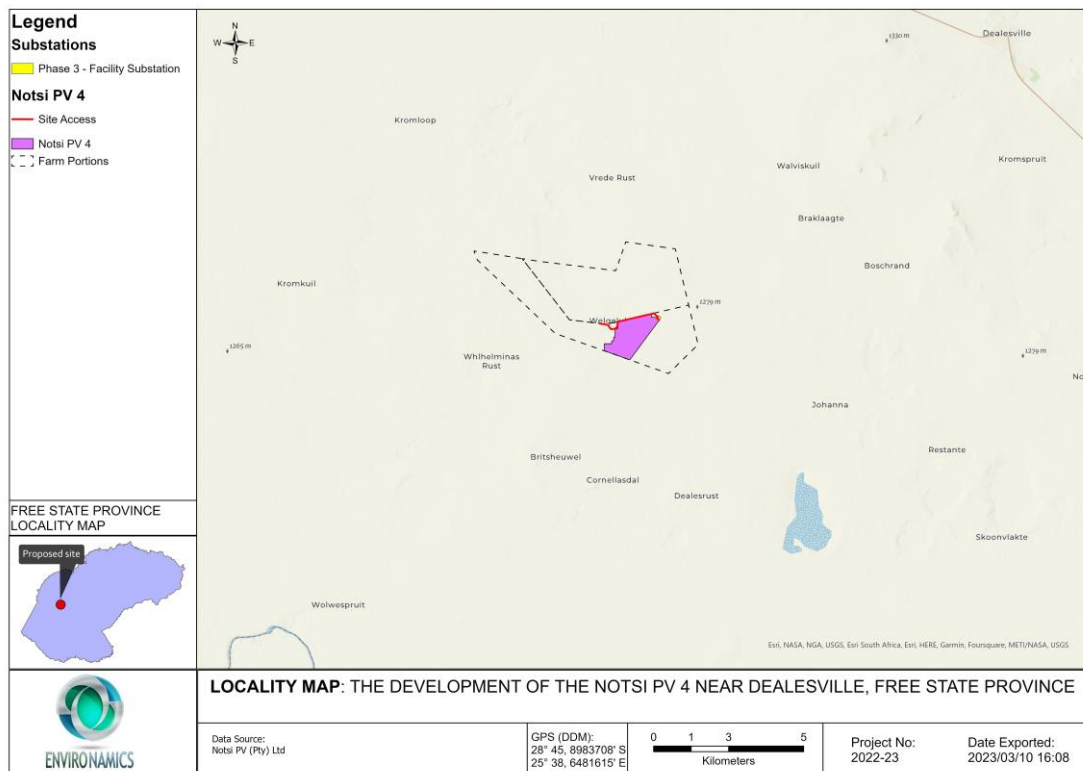 Legend
Substations
Phase 3 - Facility Substation
Notsi PV 4
Site Access
Notsi PV 4
Farm Portions
FREE STATE PROVINCE
LOCALITY MAP
Proposed site
ENVIRONAMICS
N
W E
S
1330 m
Dealesville
Kromloop
Walviskuil
Kromspruit
Vrede Rust
Braklaagte
Boschrand
Kromkuil
1279 m
1265 m
Whlhelminas
Rust
1279 m
Johanna
Restante
Britsheuwel
Cornellasdal
Dealesrust
Skoonvlakte
Wolwespruit
Esri, NASA, NGA, USGS, Esri South Africa, Esri, HERE, Garmin, Foursquare, METI/NASA, USGS
LOCALITY MAP: THE DEVELOPMENT OF THE NOTSI PV 4 NEAR DEALESVILLE, FREE STATE PROVINCE
Data Source:
Notsi PV (Pty) Ltd
GPS (DDM):
28° 45, 8983708' S
25° 38, 6481615' E
0 1 3 5
Kilometers
Project No:
2022-23
Date Exported:
2023/03/10 16:08